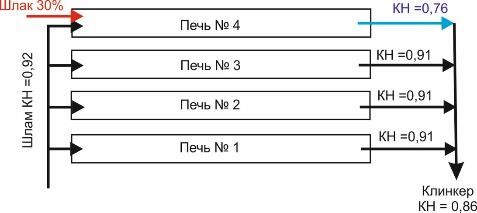 Шлак 30%
КН =0,76
Печь № 4
Шлам КН =0,92
КН =0,91
Печь № 3
КН =0,91
Печь № 2
КН =0,91
Печь № 1
Клинкер
КН = 0,86